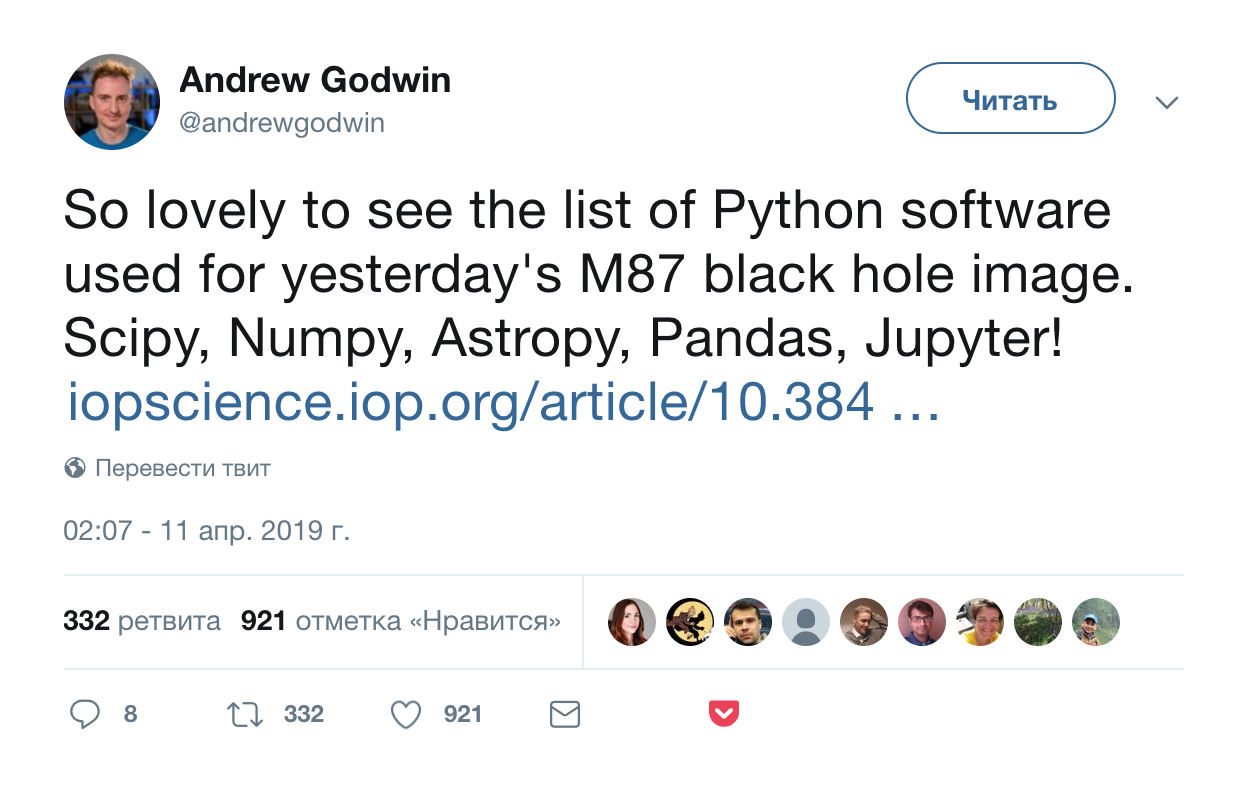 Andrew Godwin
@andrewgodwin
Читать
So lovely to see the list of Python software
used for yesterday's M87 black hole image.
Scipy, Numpy, Astropy, Pandas, Jupyter!
iopscience.iop.org/article/10.384 …
Перевести твит
02:07 - 11 апр. 2019 г.
332 ретвита 921 отметка «Нравится»
8 332 921